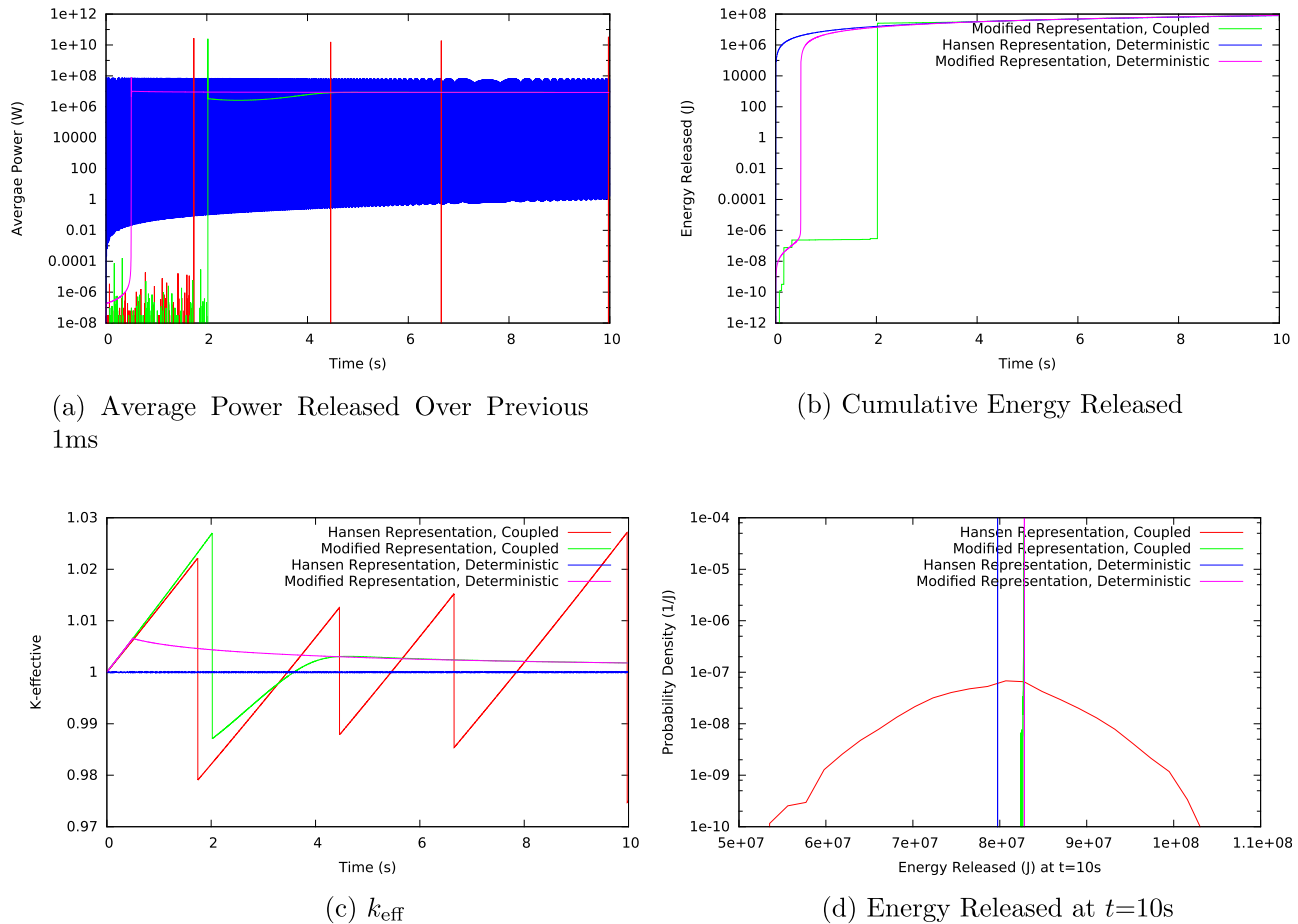 1e+12
1e+10
1e+08
1e+06
10000
100
1
0.01
0.0001
1e-06
1e-08
Avergae Power (W)
0 2 4 6 8 10
Time (s)
(a) Average Power Released Over Previous
1ms
1e+08
1e+06
10000
100
1
0.01
0.0001
1e-06
1e-08
1e-10
1e-12
Energy Released (J)
Modified Representation, Coupled
Hansen Representation, Deterministic
Modified Representation, Deterministic
0 2 4 6 8 10
Time (s)
(b) Cumulative Energy Released
1.03
1.02
1.01
1
0.99
0.98
0.97
K-effective
Hansen Representation, Coupled
Modified Representation, Coupled
Hansen Representation, Deterministic
Modified Representation, Deterministic
0 2 4 6 8 10
Time (s)
(c) keff
1e-04
1e-05
1e-06
1e-07
1e-08
1e-09
1e-10
Probability Density (1/J)
Hansen Representation, Coupled
Modified Representation, Coupled
Hansen Representation, Deterministic
Modified Representation, Deterministic
5e+07 6e+07 7e+07 8e+07 9e+07 1e+08 1.1e+08
Energy Released (J) at t=10s
(d) Energy Released at t=10s